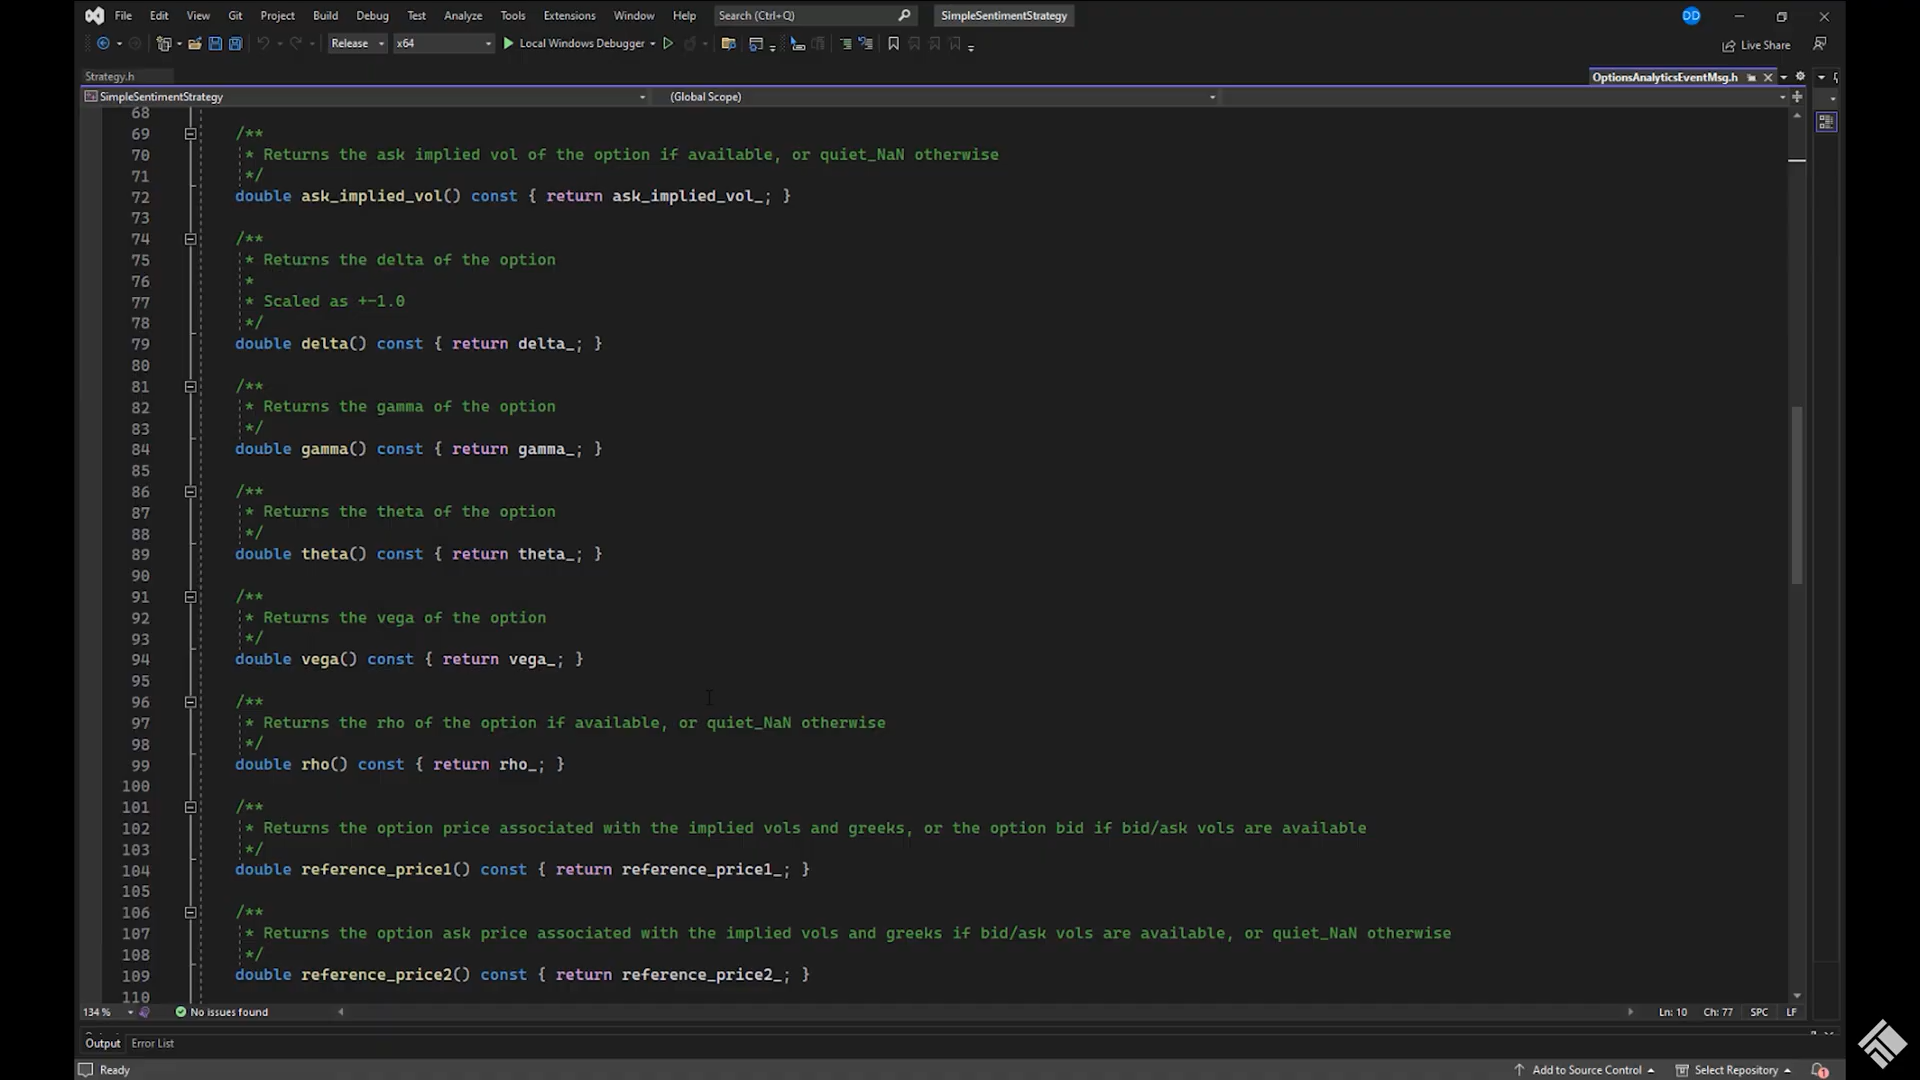 File Edit View Git Project Build Debug Test Analyze Tools Extensions Window Help Search (Ctrl+Q) SimpleSentimentStrategy DD
Release x64 Local Windows Debugger Live Share
Strategy.h OptionsAnalyticsEventMsg.h
SimpleSentimentStrategy (Global Scope)
68
69 /**
70 * Returns the ask implied vol of the option if available, or quiet_NaN otherwise
71 */
72 double ask_implied_vol() const { return ask_implied_vol_; }
73
74 /**
75 * Returns the delta of the option
76 *
77 * Scaled as +-1.0
78 */
79 double delta() const { return delta_; }
80
81 /**
82 * Returns the gamma of the option
83 */
84 double gamma() const { return gamma_; }
85
86 /**
87 * Returns the theta of the option
88 */
89 double theta() const { return theta_; }
90
91 /**
92 * Returns the vega of the option
93 */
94 double vega() const { return vega_; }
95
96 /**
97 * Returns the rho of the option if available, or quiet_NaN otherwise
98 */
99 double rho() const { return rho_; }
100
101 /**
102 * Returns the option price associated with the implied vols and greeks, or the option bid if bid/ask vols are available
103 */
104 double reference_price1() const { return reference_price1_; }
105
106 /**
107 * Returns the option ask price associated with the implied vols and greeks if bid/ask vols are available, or quiet_NaN otherwise
108 */
109 double reference_price2() const { return reference_price2_; }
110
134 % No issues found Ln: 10 Ch: 77 SPC LF
Output Error List
Ready Add to Source Control Select Repository 1